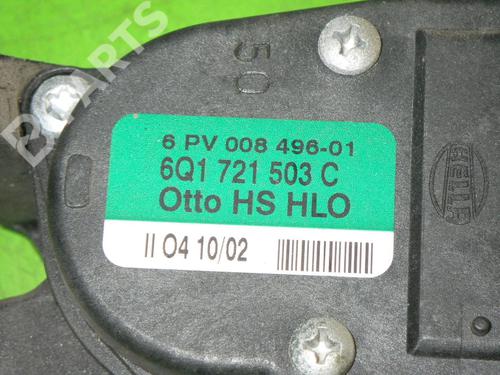 B-PARTS
50
6 PV 008 496-01
6Q1 721 503 C
Otto HS HLO
II O4 10/02
HELLA